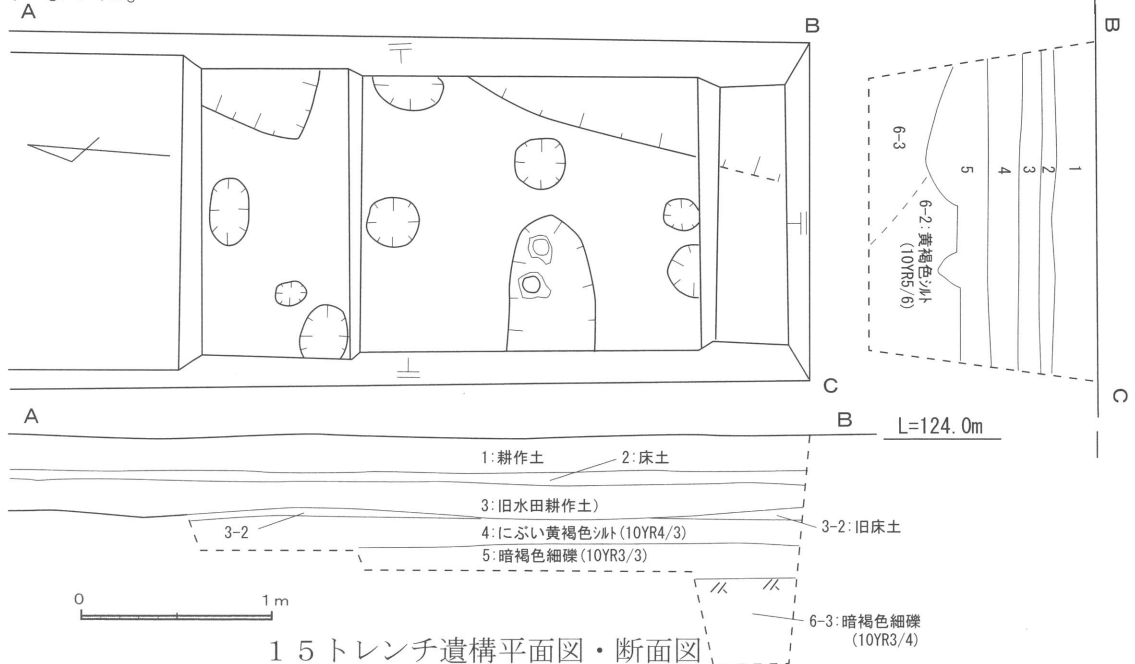 A
B
B
C
C
6-3
5
4
3
2
1
6-2:黄褐色シルト
(10YR5/6)
A
B
L=124.0m
1:耕作土
2:床土
3:旧水田耕作土)
3-2
3-2:旧床土
4:にぶい黄褐色シルト(10YR4/3)
5:暗褐色細礫(10YR3/3)
0
1m
6-3:暗褐色細礫
(10YR3/4)
15トレンチ遺構平面図・断面図